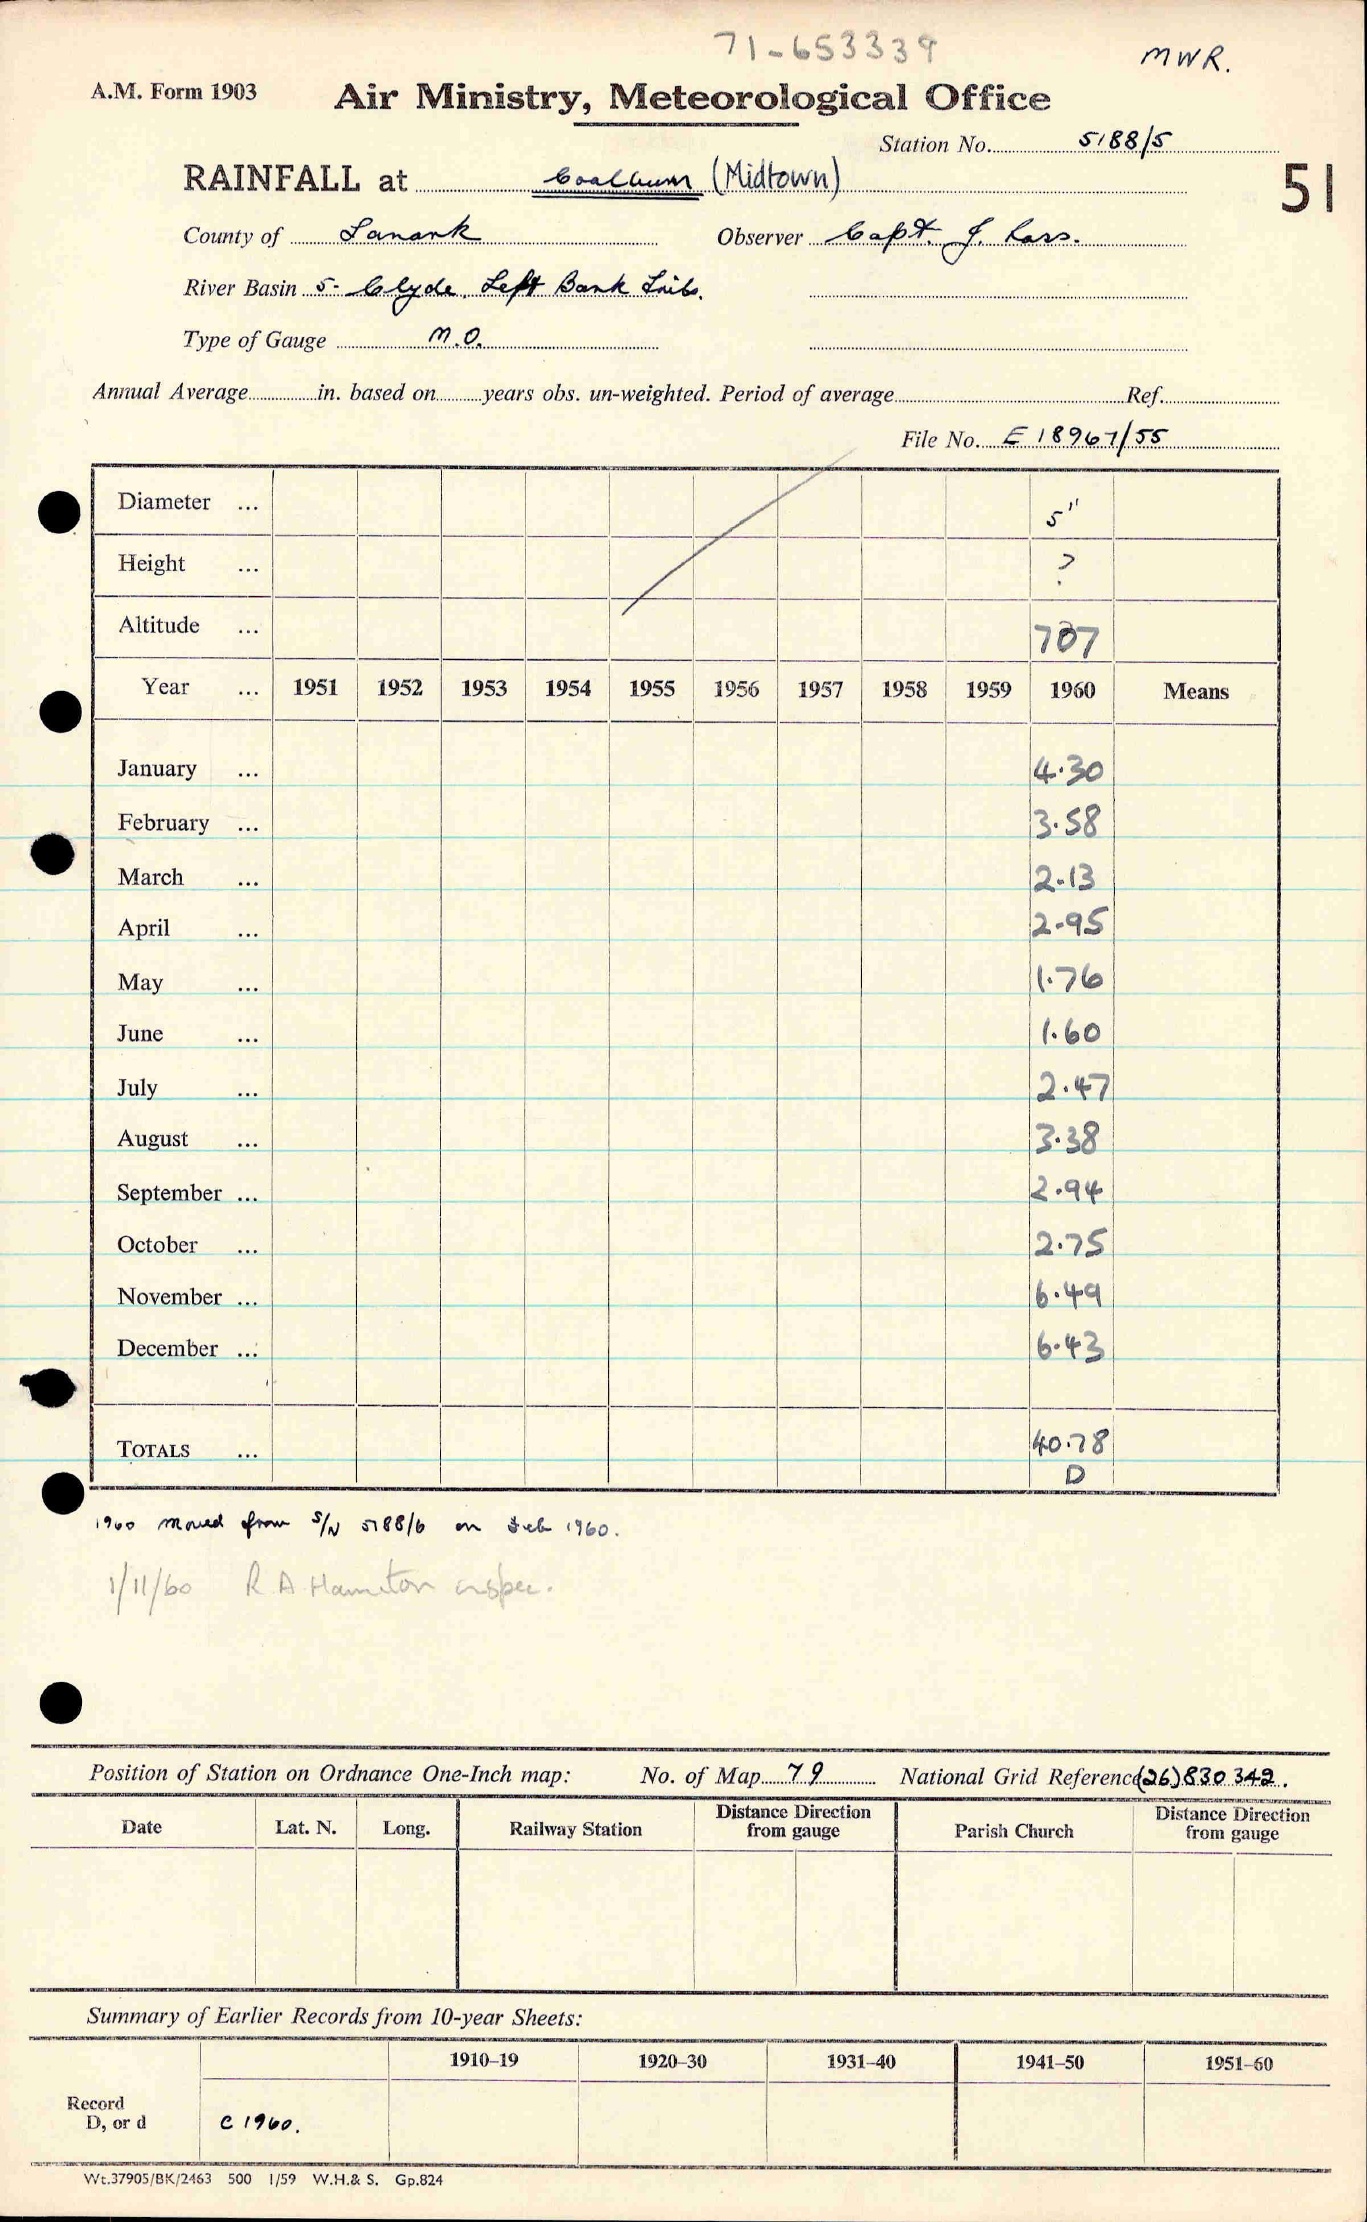 71-653339
MWR.
A.M. Form 1903
Air Ministry, Meteorological Office
Station No. 5188/5
RAINFALL at Coalburn (Midtown)
51
County of Lanark Observer Capt. J. Ross.
River Basin 5- Clyde, Left Bank Tribs.
Type of Gauge M.O.
Annual Average in. based on years obs. un-weighted. Period of average Ref.
File No. E 18967/55
Diameter ... 5"
Height ... ?
Altitude ... 707
Year ... 1951 1952 1953 1954 1955 1956 1957 1958 1959 1960 Means
January ... 4.30
February ... 3.58
March ... 2.13
April ... 2.95
May ... 1.76
June ... 1.60
July ... 2.47
August ... 3.38
September ... 2.94
October ... 2.75
November ... 6.49
December ... 6.43
TOTALS ... 40.78
D
1960 moved from S/N 5188/6 on Feb 1960.
1/11/60 R A Hamilton inspec.
Position of Station on Ordnance One-Inch map: No. of Map 79 National Grid Reference (26)830 342.
Date Lat. N. Long. Railway Station Distance Direction from gauge Parish Church Distance Direction from gauge
Summary of Earlier Records from 10-year Sheets:
1910–19 1920–30 1931–40 1941–50 1951–60
Record
D, or d C 1960.
Wt.37905/BK/2463 500 1/59 W.H.& S. Gp.824